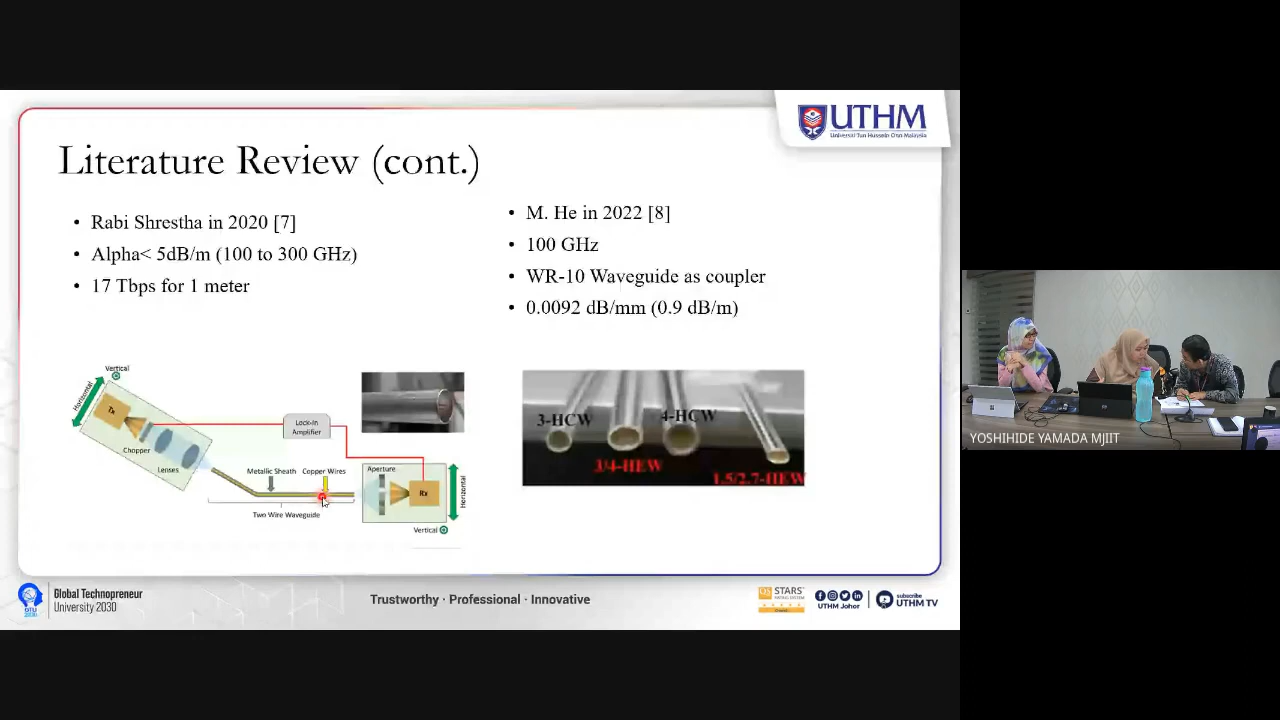 UTHM
Universiti Tun Hussein Onn Malaysia
Literature Review (cont.)
• Rabi Shrestha in 2020 [7]
• Alpha< 5dB/m (100 to 300 GHz)
• 17 Tbps for 1 meter
• M. He in 2022 [8]
• 100 GHz
• WR-10 Waveguide as coupler
• 0.0092 dB/mm (0.9 dB/m)
Vertical
Horizontal
Tx
Chopper
Lenses
Lock-In
Amplifier
Metallic Sheath
Copper Wires
Two Wire Waveguide
Aperture
Rx
Horizontal
Vertical
3-HCW
4-HCW
3/4-HEW
1.5/2.7-HEW
YOSHIHIDE YAMADA MJIIT
Global Technopreneur
University 2030
Trustworthy · Professional · Innovative
QS STARS
RATING SYSTEM
UTHM Johor
subscribe
UTHM TV